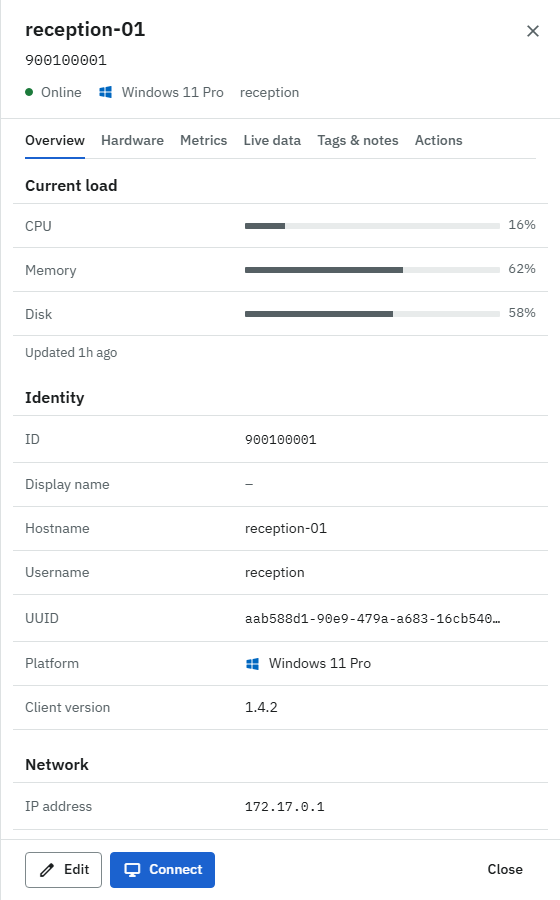 reception-01
900100001
Online Windows 11 Pro reception
Overview Hardware Metrics Live data Tags & notes Actions
Current load
CPU 16%
Memory 62%
Disk 58%
Updated 1h ago
Identity
ID 900100001
Display name –
Hostname reception-01
Username reception
UUID aab588d1-90e9-479a-a683-16cb540…
Platform Windows 11 Pro
Client version 1.4.2
Network
IP address 172.17.0.1
Edit Connect Close